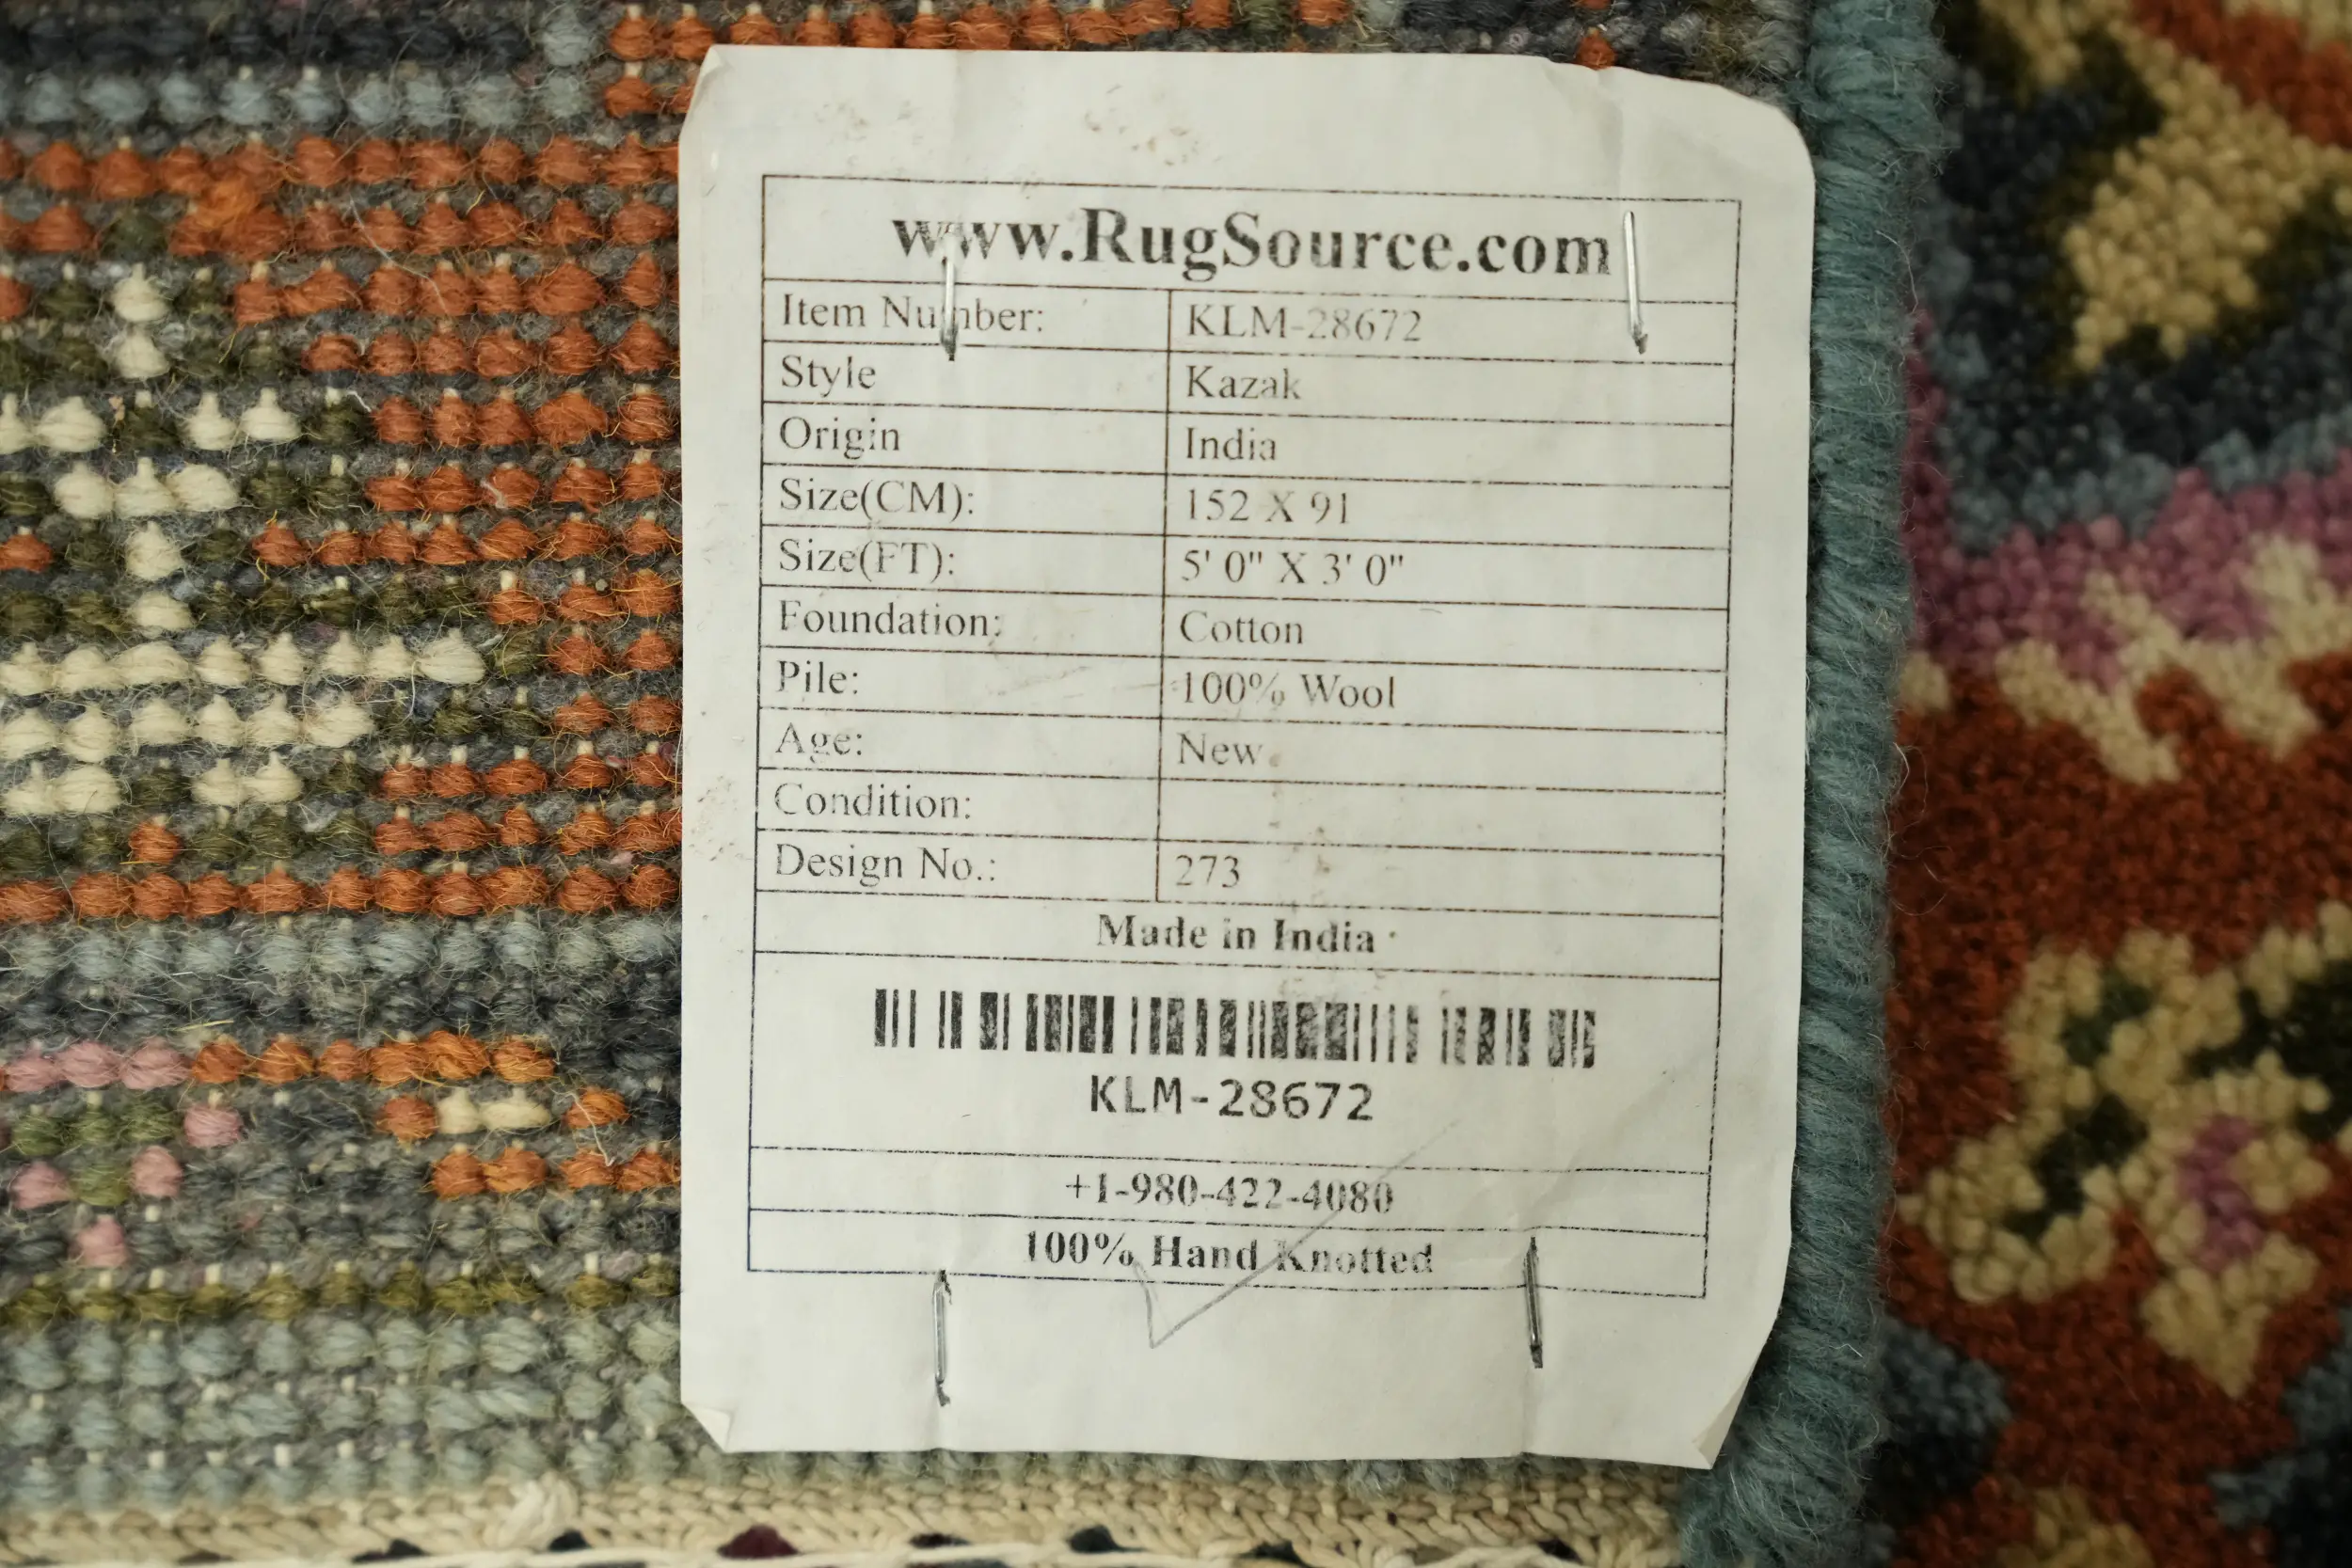 www.RugSource.com
Item Number: KLM-28672
Style Kazak
Origin India
Size(CM): 152 X 91
Size(FT): 5' 0" X 3' 0"
Foundation: Cotton
Pile: 100% Wool
Age: New
Condition:
Design No.: 273
Made in India
KLM-28672
+1-980-422-4080
100% Hand Knotted